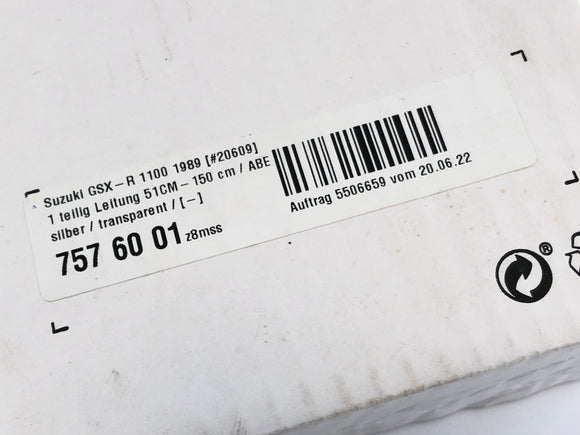 Suzuki GSX-R 1100 1989 [#20609]
1 teilig Leitung 51CM-150 cm / ABE
silber / transparent / [-]
757 60 01 z8mss
Auftrag 5506659 vom 20.06.22
®